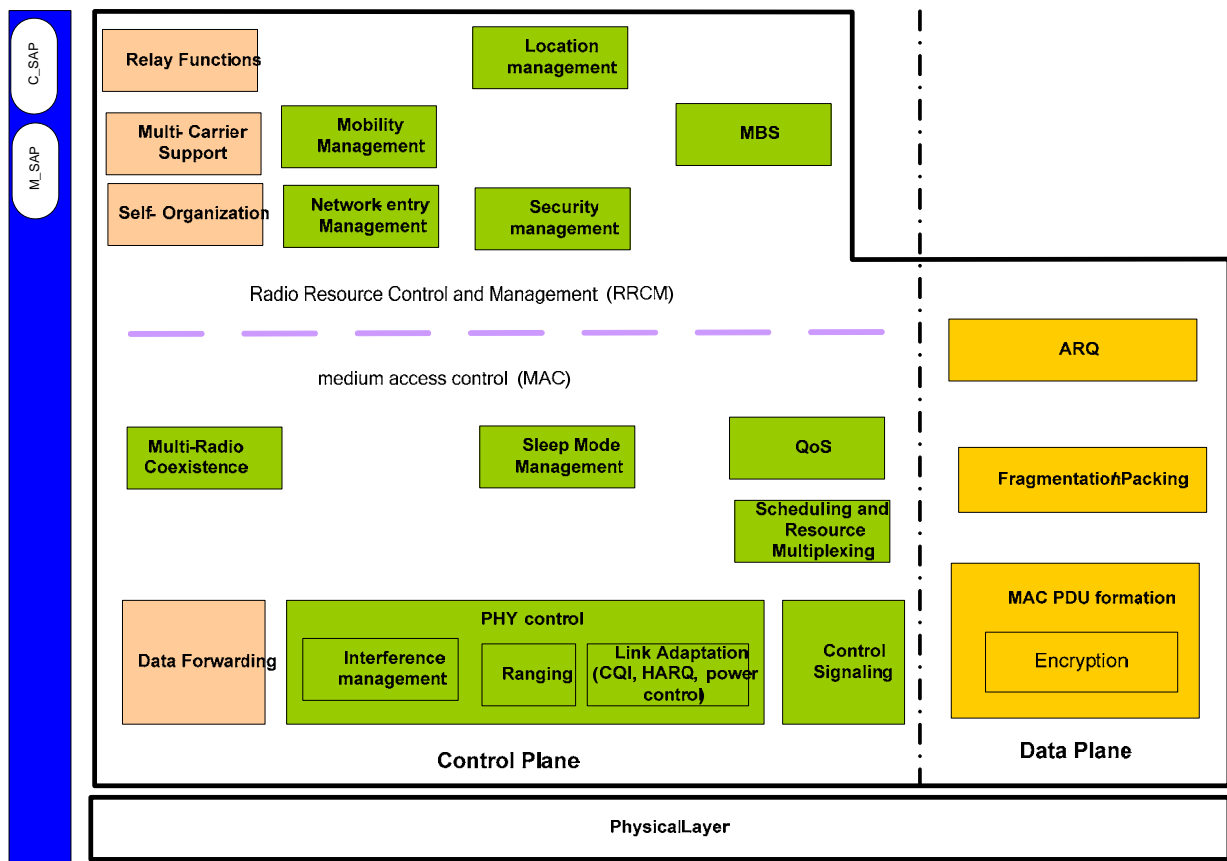 C_SAP
M_SAP
Relay Functions
Location
management
Multi- Carrier
Support
Mobility
Management
MBS
Self- Organization
Network-entry
Management
Security
management
Radio Resource Control and Management (RRCM)
medium access control (MAC)
ARQ
Multi-Radio
Coexistence
Sleep Mode
Management
QoS
Fragmentation/Packing
Scheduling and
Resource
Multiplexing
Data Forwarding
PHY control
Interference
management
Ranging
Link Adaptation
(CQI, HARQ, power
control)
Control
Signaling
MAC PDU formation
Encryption
Control Plane
Data Plane
PhysicalLayer